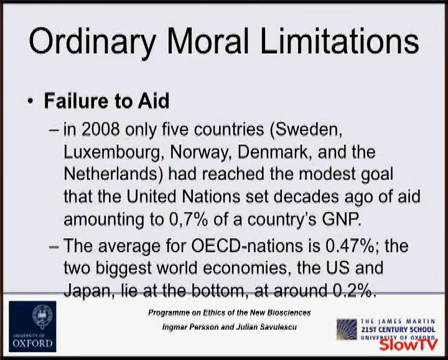 Ordinary Moral Limitations
• Failure to Aid
– in 2008 only five countries (Sweden,
Luxembourg, Norway, Denmark, and the
Netherlands) had reached the modest goal
that the United Nations set decades ago of aid
amounting to 0,7% of a country's GNP.
– The average for OECD-nations is 0.47%; the
two biggest world economies, the US and
Japan, lie at the bottom, at around 0.2%.
Programme on Ethics of the New Biosciences
Ingmar Persson and Julian Savulescu
UNIVERSITY OF
OXFORD
THE JAMES MARTIN
21ST CENTURY SCHOOL
UNIVERSITY OF OXFORD
SlowTV